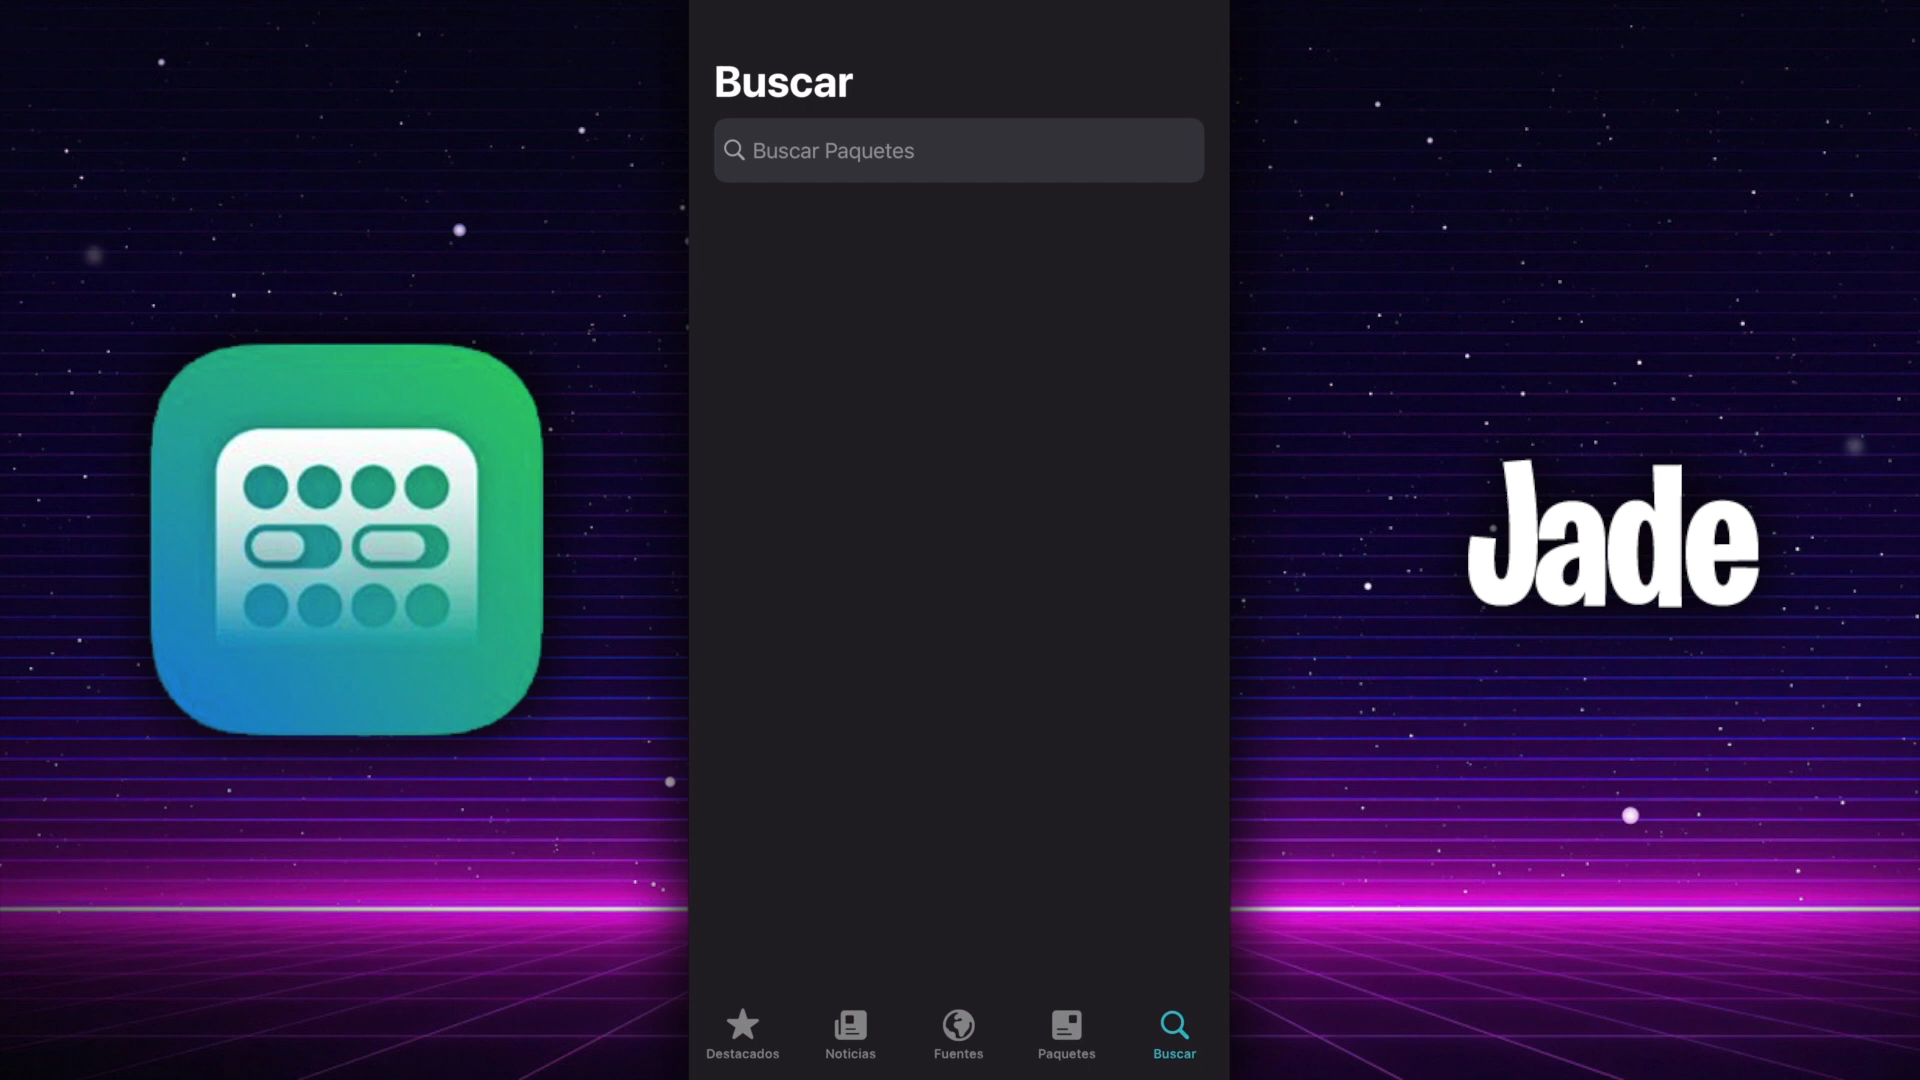 Buscar
Buscar Paquetes
Jade
Destacados
Noticias
Fuentes
Paquetes
Buscar